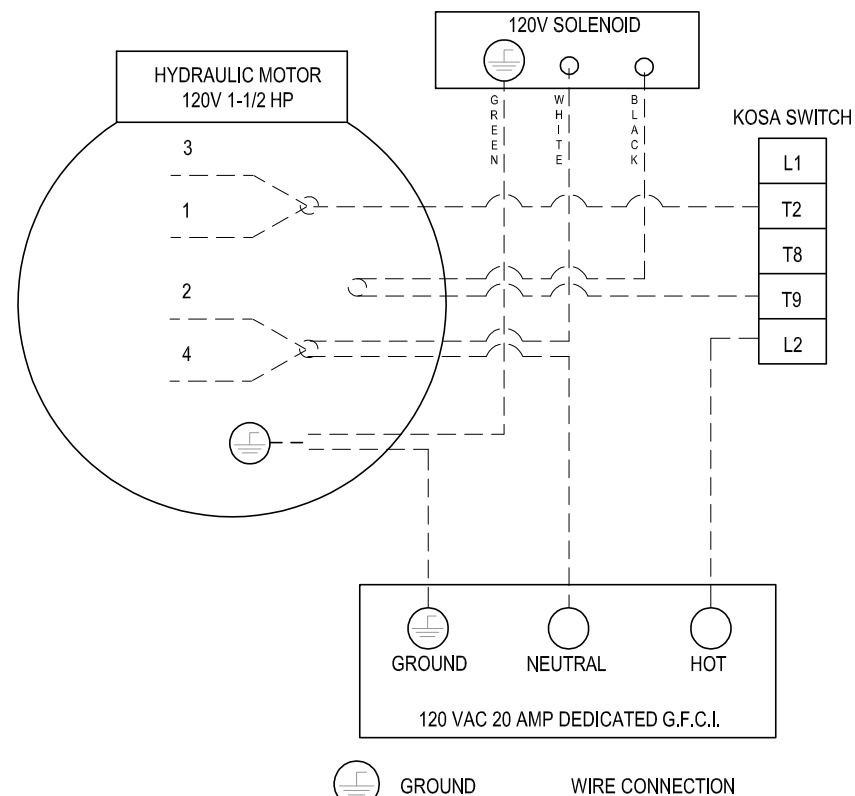 120V SOLENOID
HYDRAULIC MOTOR
120V 1-1/2 HP
GREEN
WHITE
BLACK
KOSA SWITCH
3
1
2
4
L1
T2
T8
T9
L2
GROUND
NEUTRAL
HOT
120 VAC 20 AMP DEDICATED G.F.C.I.
GROUND
WIRE CONNECTION